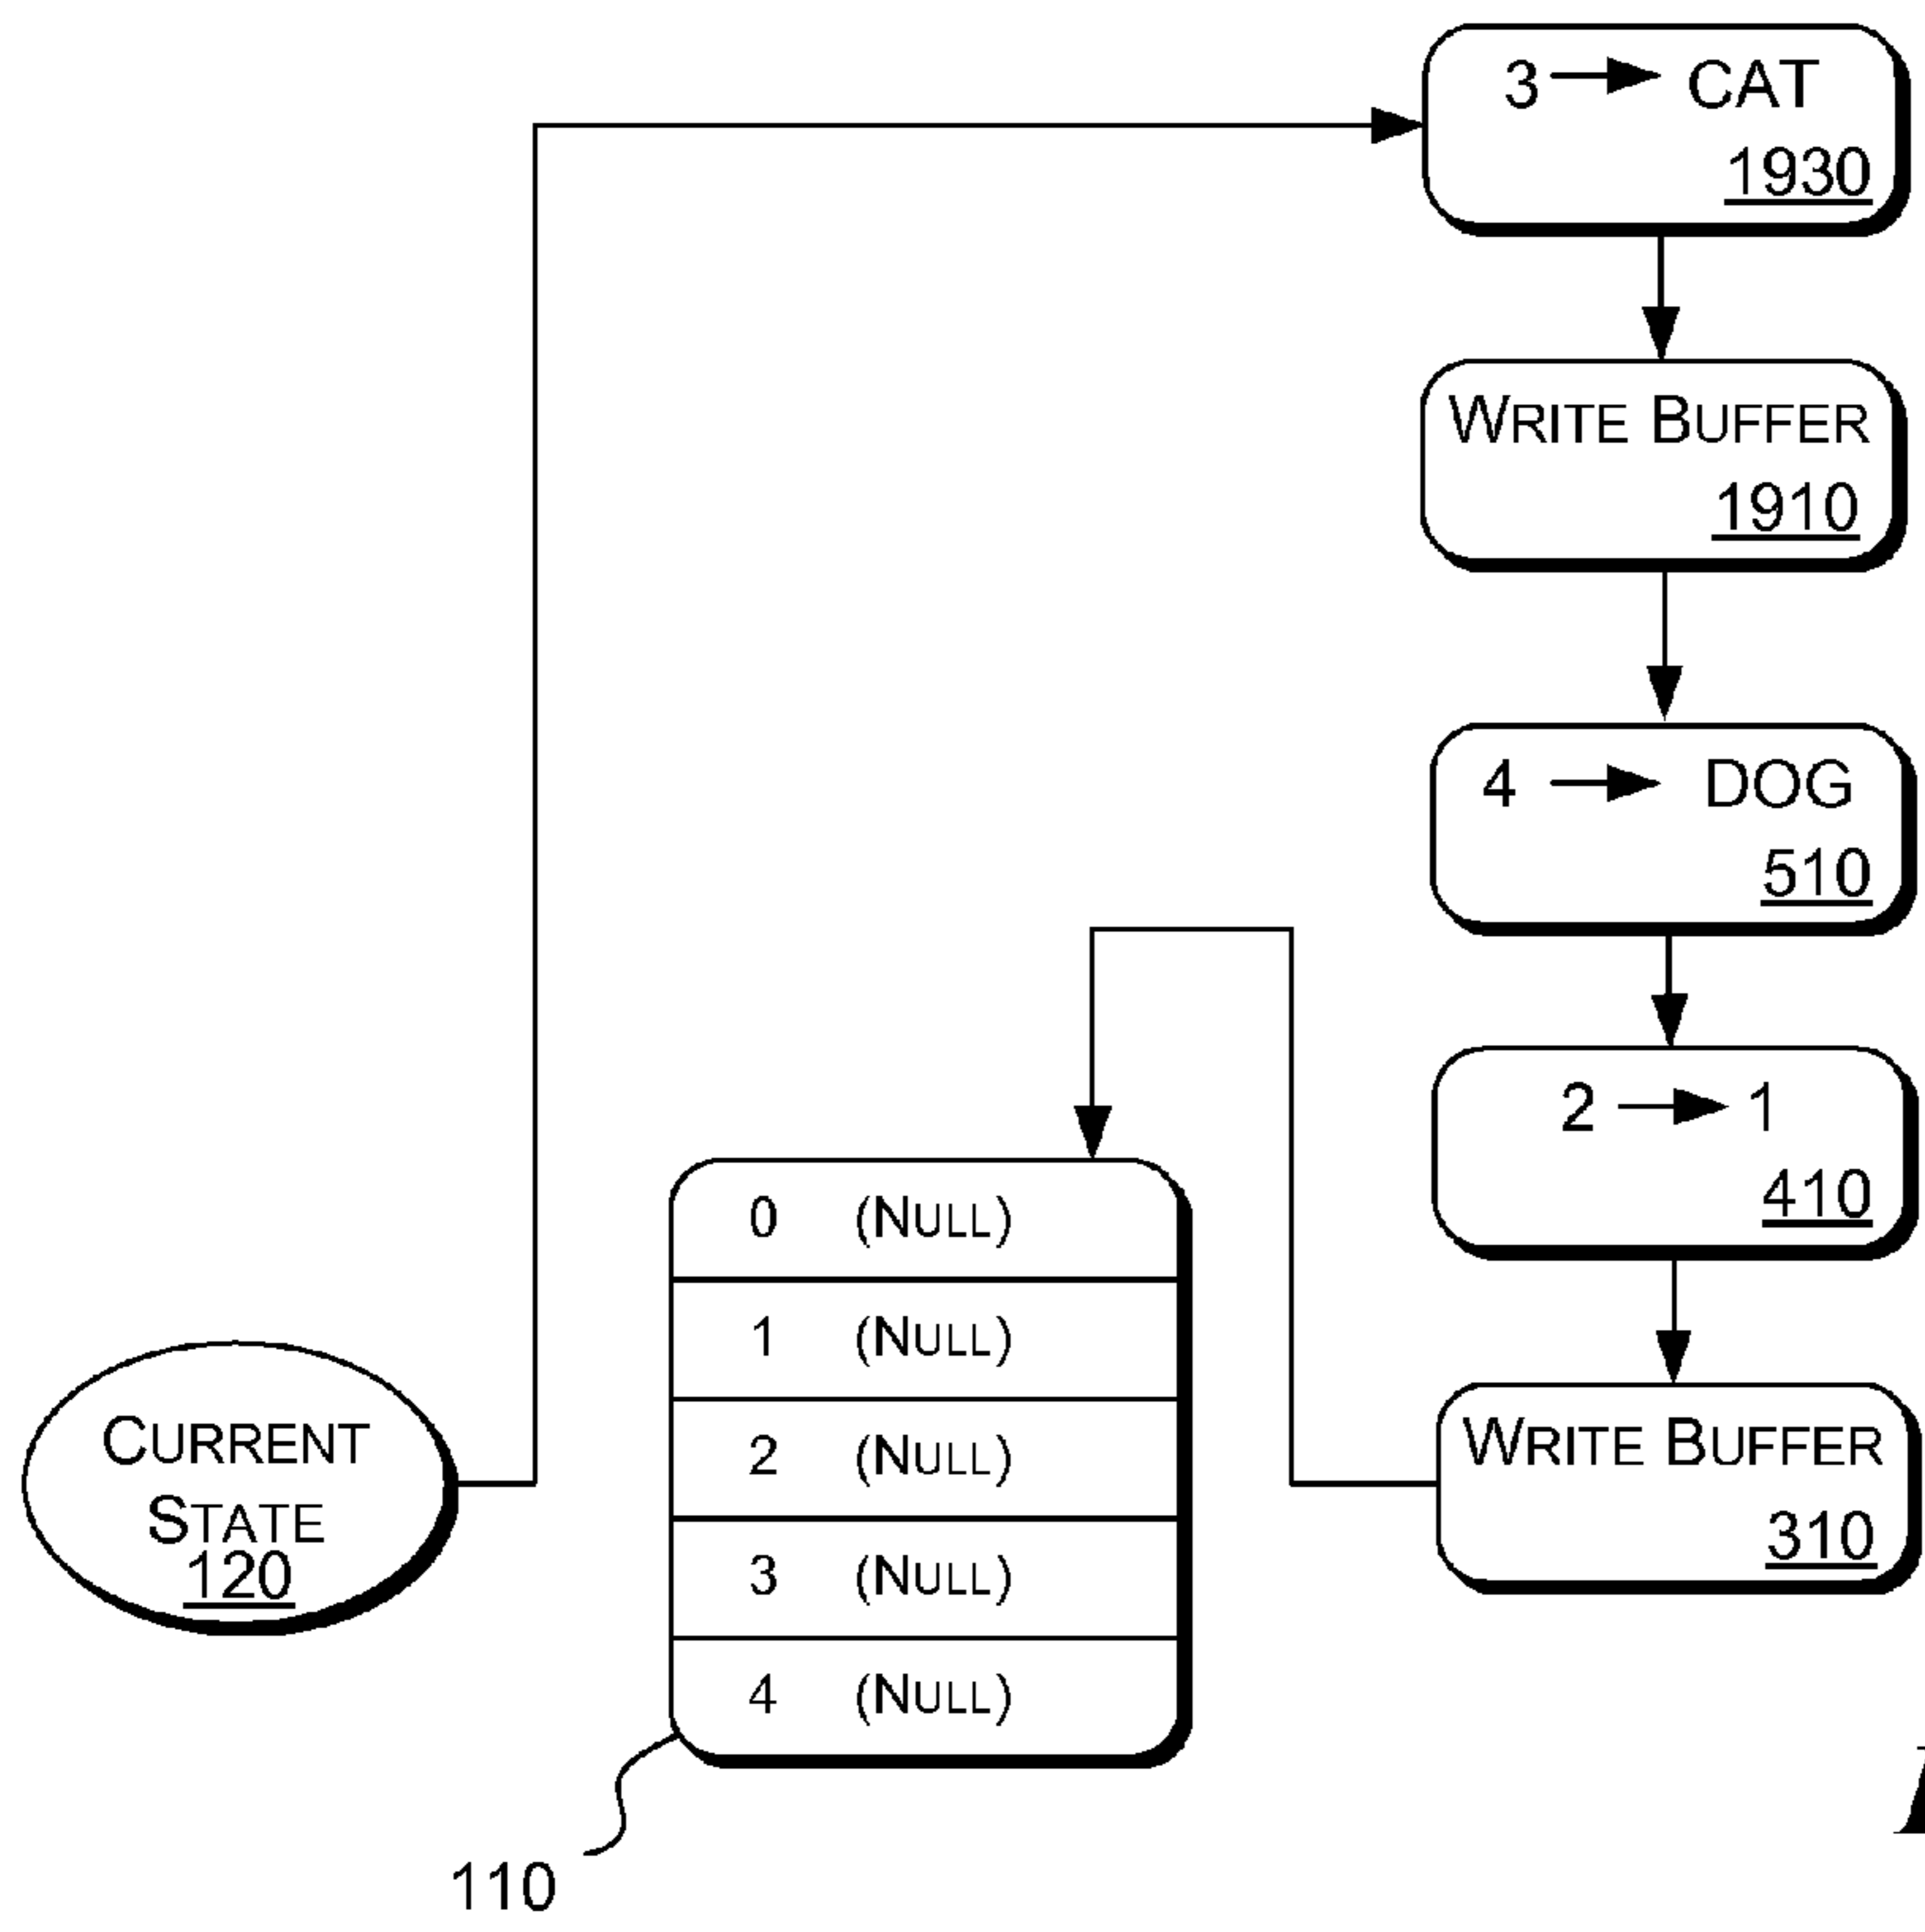 3 → CAT
1930
WRITE BUFFER
1910
4 → DOG
510
2 → 1
410
0 (NULL)
1 (NULL)
2 (NULL)
3 (NULL)
4 (NULL)
CURRENT
STATE
120
WRITE BUFFER
310
110